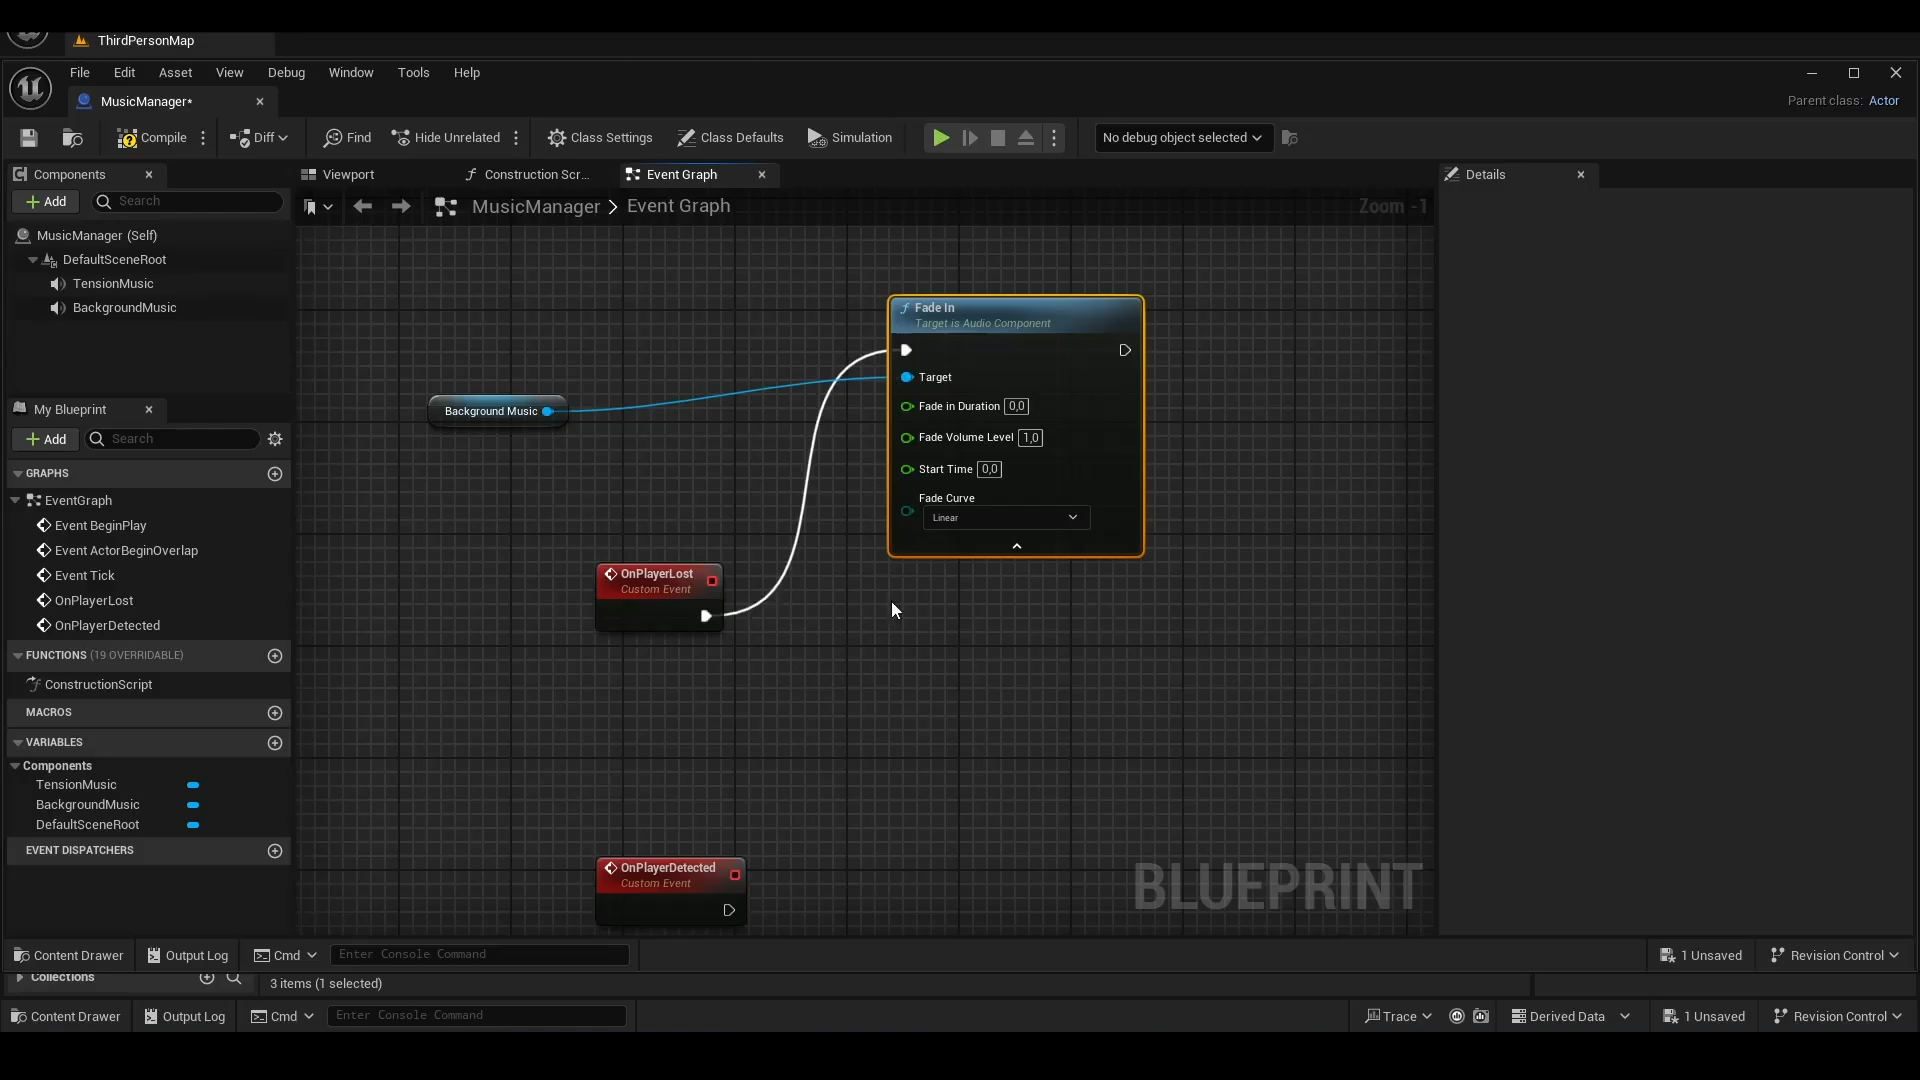 ThirdPersonMap
File Edit Asset View Debug Window Tools Help
MusicManager*
Parent class: Actor
Compile Diff Find Hide Unrelated Class Settings Class Defaults Simulation No debug object selected
Components
Viewport Construction Scr... Event Graph
Details
Add Search
MusicManager > Event Graph
Zoom -1
MusicManager (Self)
DefaultSceneRoot
TensionMusic
BackgroundMusic
My Blueprint
Add Search
GRAPHS
EventGraph
Event BeginPlay
Event ActorBeginOverlap
Event Tick
OnPlayerLost
OnPlayerDetected
FUNCTIONS (19 OVERRIDABLE)
ConstructionScript
MACROS
VARIABLES
Components
TensionMusic
BackgroundMusic
DefaultSceneRoot
EVENT DISPATCHERS
Fade In
Target is Audio Component
Target
Fade in Duration 0,0
Fade Volume Level 1,0
Start Time 0,0
Fade Curve
Linear
Background Music
OnPlayerLost
Custom Event
OnPlayerDetected
Custom Event
BLUEPRINT
Content Drawer Output Log Cmd Enter Console Command 1 Unsaved Revision Control
Collections 3 items (1 selected)
Content Drawer Output Log Cmd Enter Console Command Trace Derived Data 1 Unsaved Revision Control